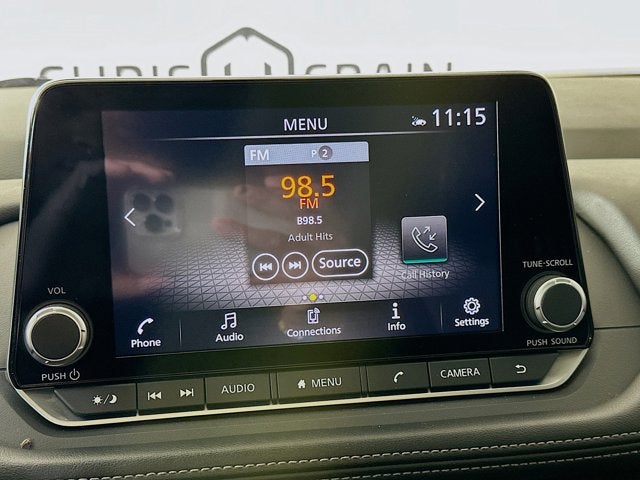 MENU
11:15
FM P 2
98.5
FM
B98.5
Adult Hits
Source
Call History
TUNE·SCROLL
VOL
Phone
Audio
Connections
Info
Settings
PUSH
PUSH SOUND
AUDIO
MENU
CAMERA